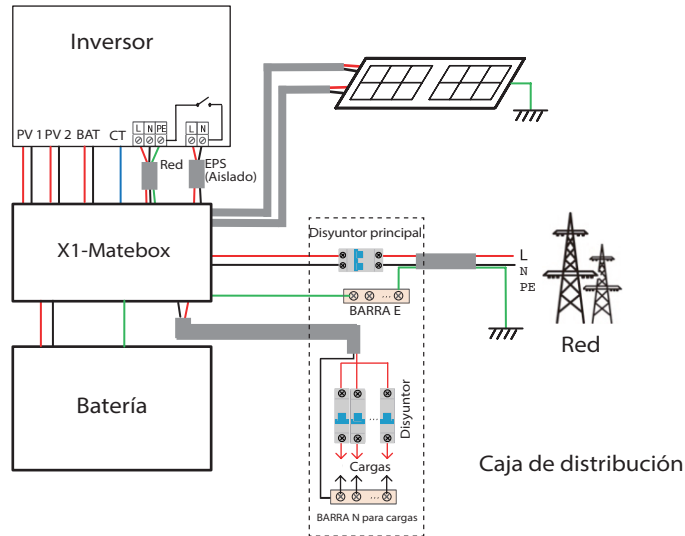 Inversor
PV 1 PV 2 BAT CT
L N PE
L N
Red
EPS
(Aislado)
X1-Matebox
Disyuntor principal
L
N
PE
BARRA E
Red
Batería
Disyuntor
...
...
Cargas
...
BARRA N para cargas
Caja de distribución